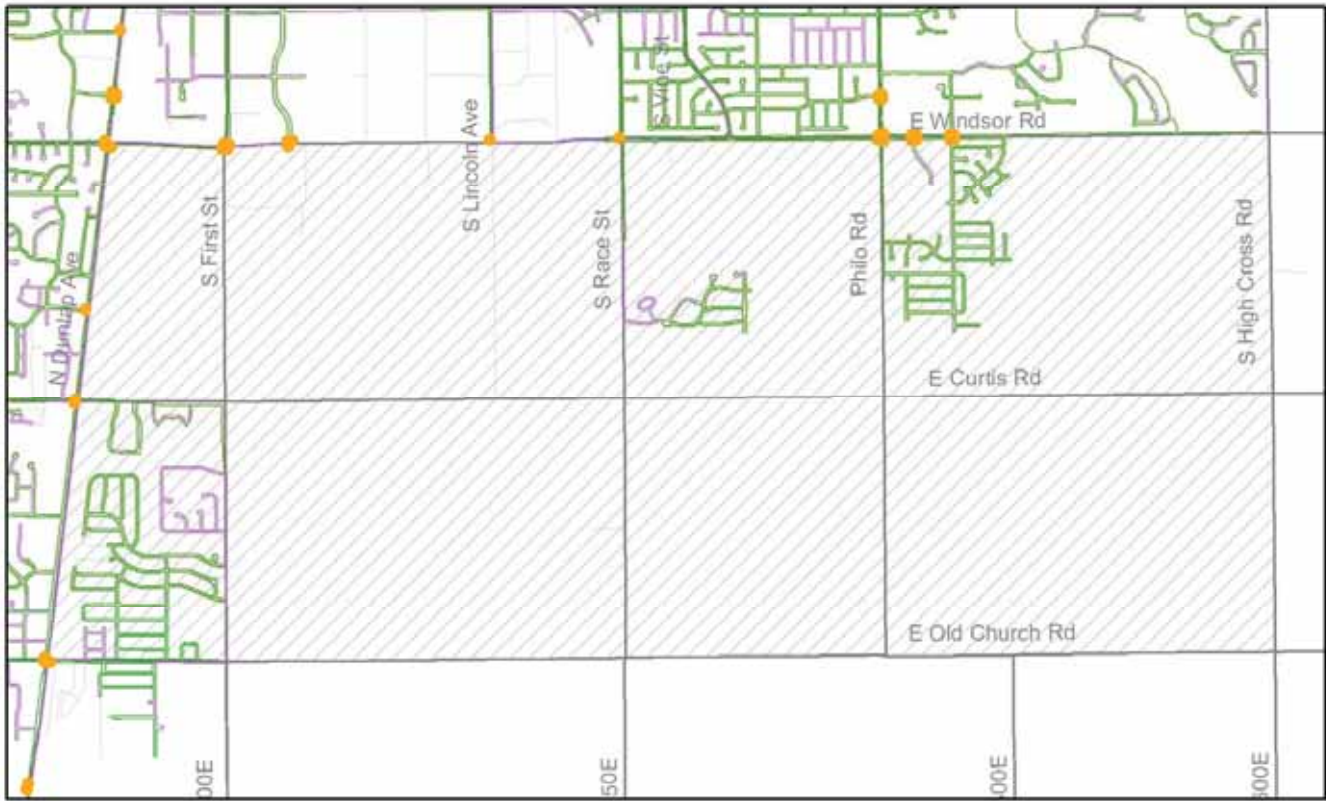 S Vine St
E Windsor Rd
S Lincoln Ave
S First St
S Race St
Philo Rd
S High Cross Rd
N Dunlap Ave
E Curtis Rd
E Old Church Rd
00E
50E
00E
600E